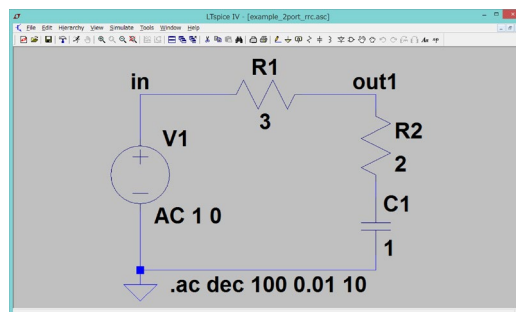 LTspice IV - [example_2port_rrc.asc]
File Edit Hierarchy View Simulate Tools Window Help
in
R1
out1
3
V1
R2
2
AC 1 0
C1
1
.ac dec 100 0.01 10